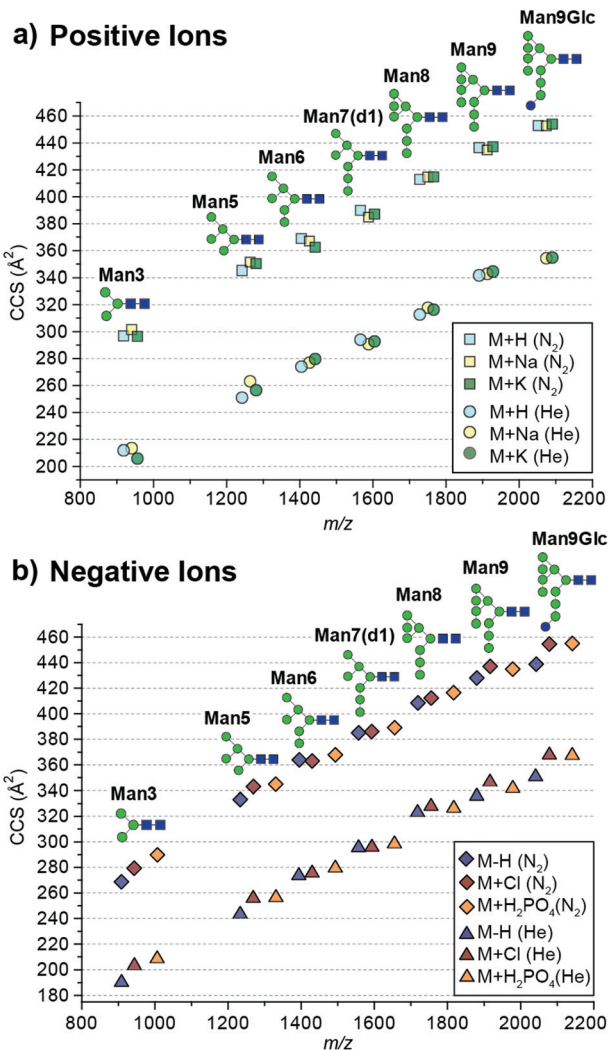 a) Positive Ions
Man9Glc
Man9
Man8
Man7(d1)
Man6
Man5
Man3
CCS (Å²)
460
440
420
400
380
360
340
320
300
280
260
240
220
200
M+H (N₂)
M+Na (N₂)
M+K (N₂)
M+H (He)
M+Na (He)
M+K (He)
800 1000 1200 1400 1600 1800 2000 2200
m/z
b) Negative Ions
Man9Glc
Man9
Man8
Man7(d1)
Man6
Man5
Man3
CCS (Å²)
460
440
420
400
380
360
340
320
300
280
260
240
220
200
180
M-H (N₂)
M+Cl (N₂)
M+H₂PO₄(N₂)
M-H (He)
M+Cl (He)
M+H₂PO₄(He)
800 1000 1200 1400 1600 1800 2000 2200
m/z